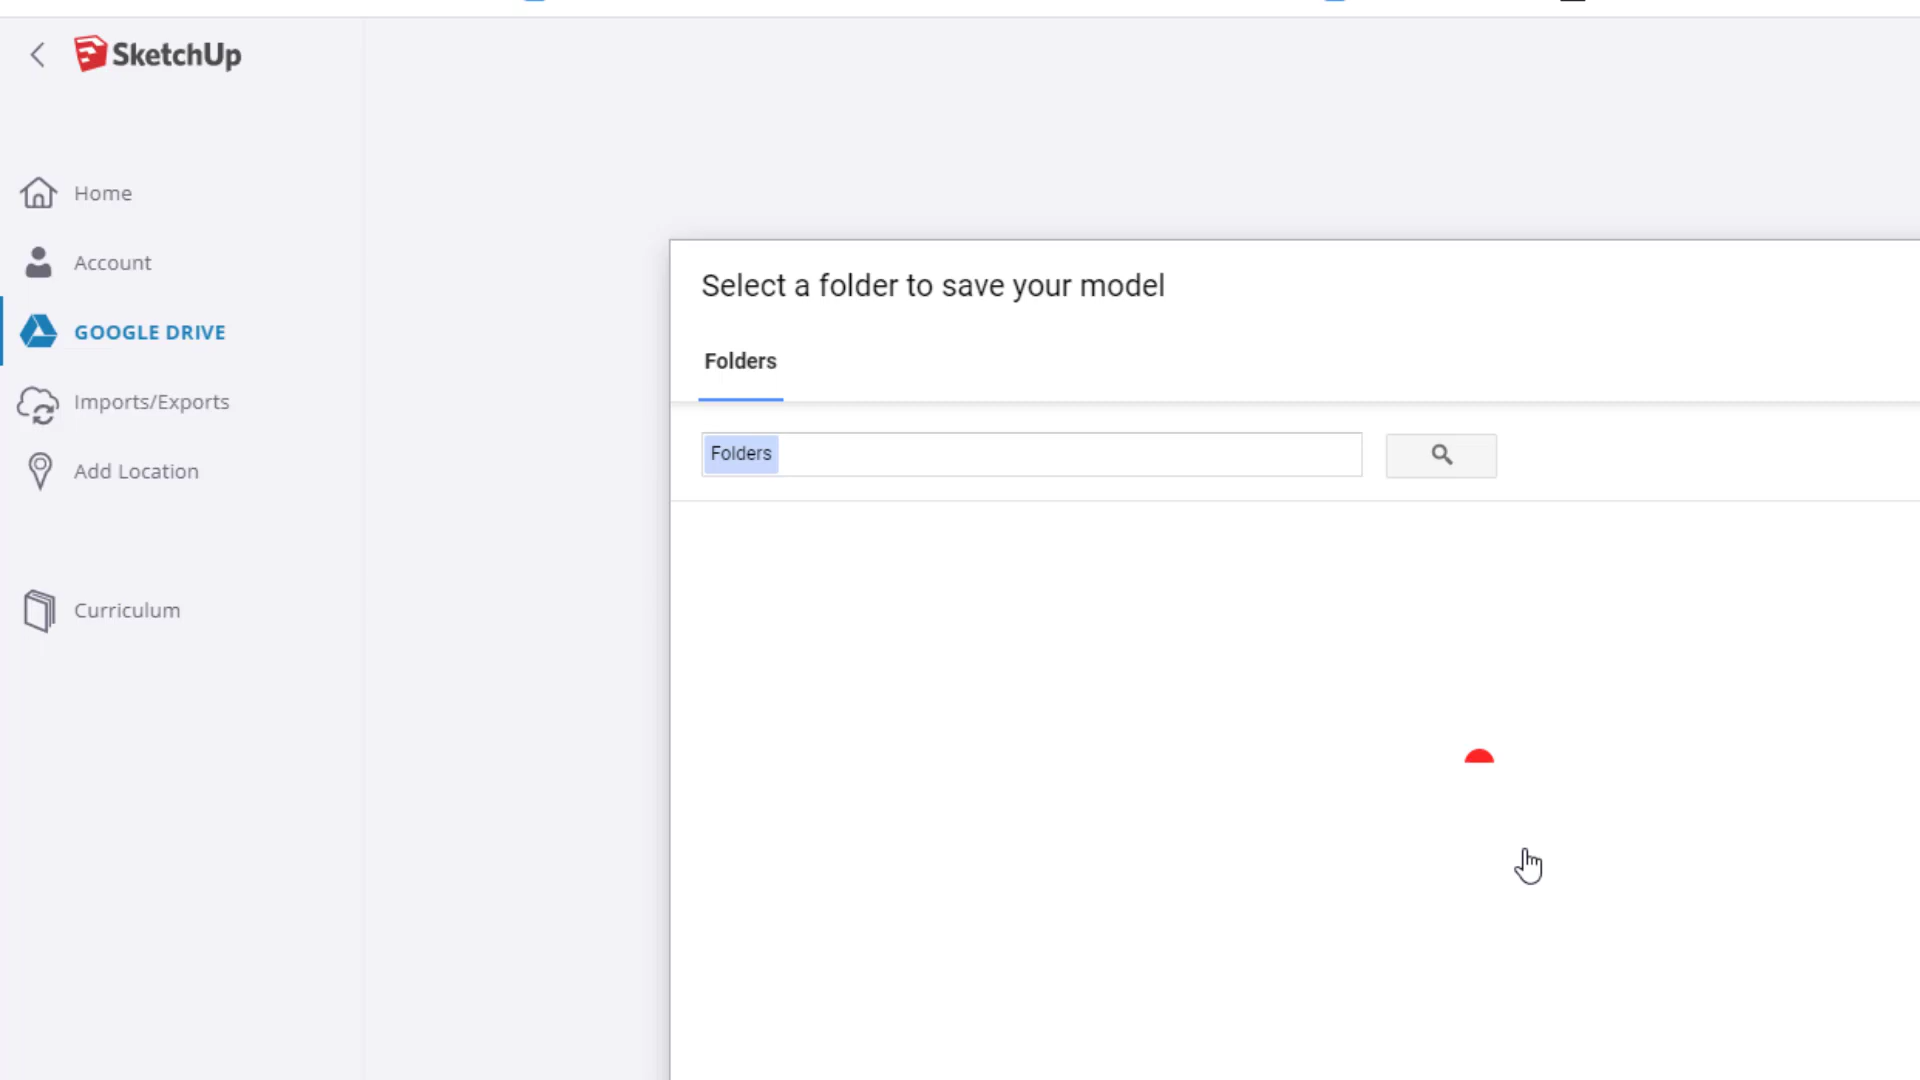 SketchUp
Home
Account
GOOGLE DRIVE
Imports/Exports
Add Location
Curriculum
Select a folder to save your model
Folders
Folders